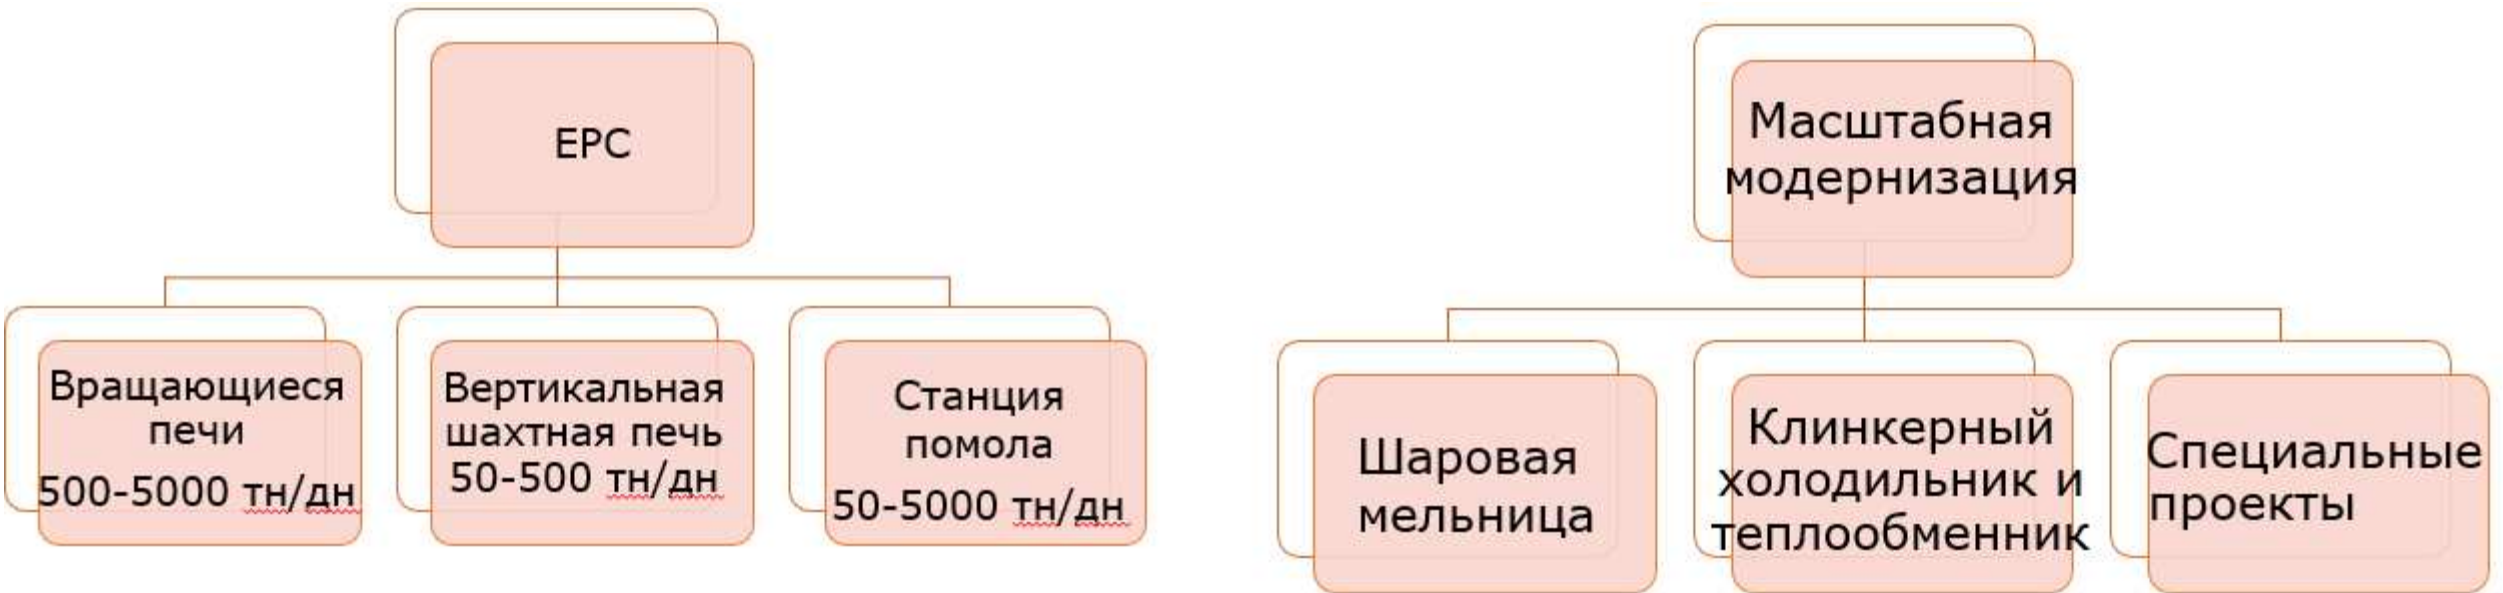 EPC
Вращающиеся
печи
500-5000 тн/дн
Вертикальная
шахтная печь
50-500 тн/дн
Станция
помола
50-5000 тн/дн
Масштабная
модернизация
Шаровая
мельница
Клинкерный
холодильник и
теплообменник
Специальные
проекты